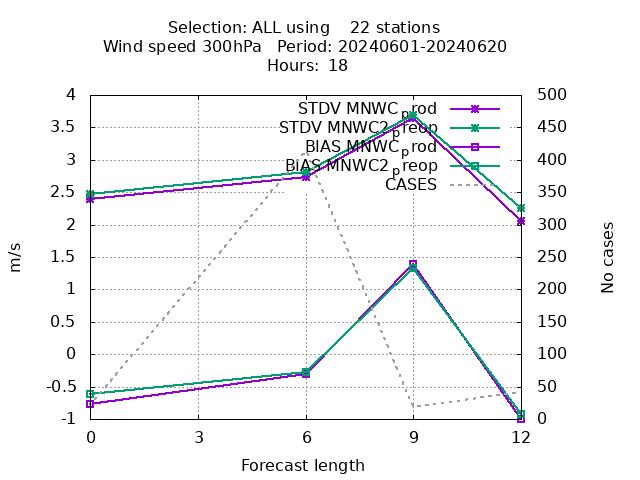 Selection: ALL using 22 stations
Wind speed 300hPa Period: 20240601-20240620
Hours: 18
STDV MNWC_prod
STDV MNWC2_preop
BIAS MNWC_prod
BIAS MNWC2_preop
CASES
4
3.5
3
2.5
2
1.5
1
0.5
0
-0.5
-1
m/s
500
450
400
350
300
250
200
150
100
50
0
No cases
0 3 6 9 12
Forecast length